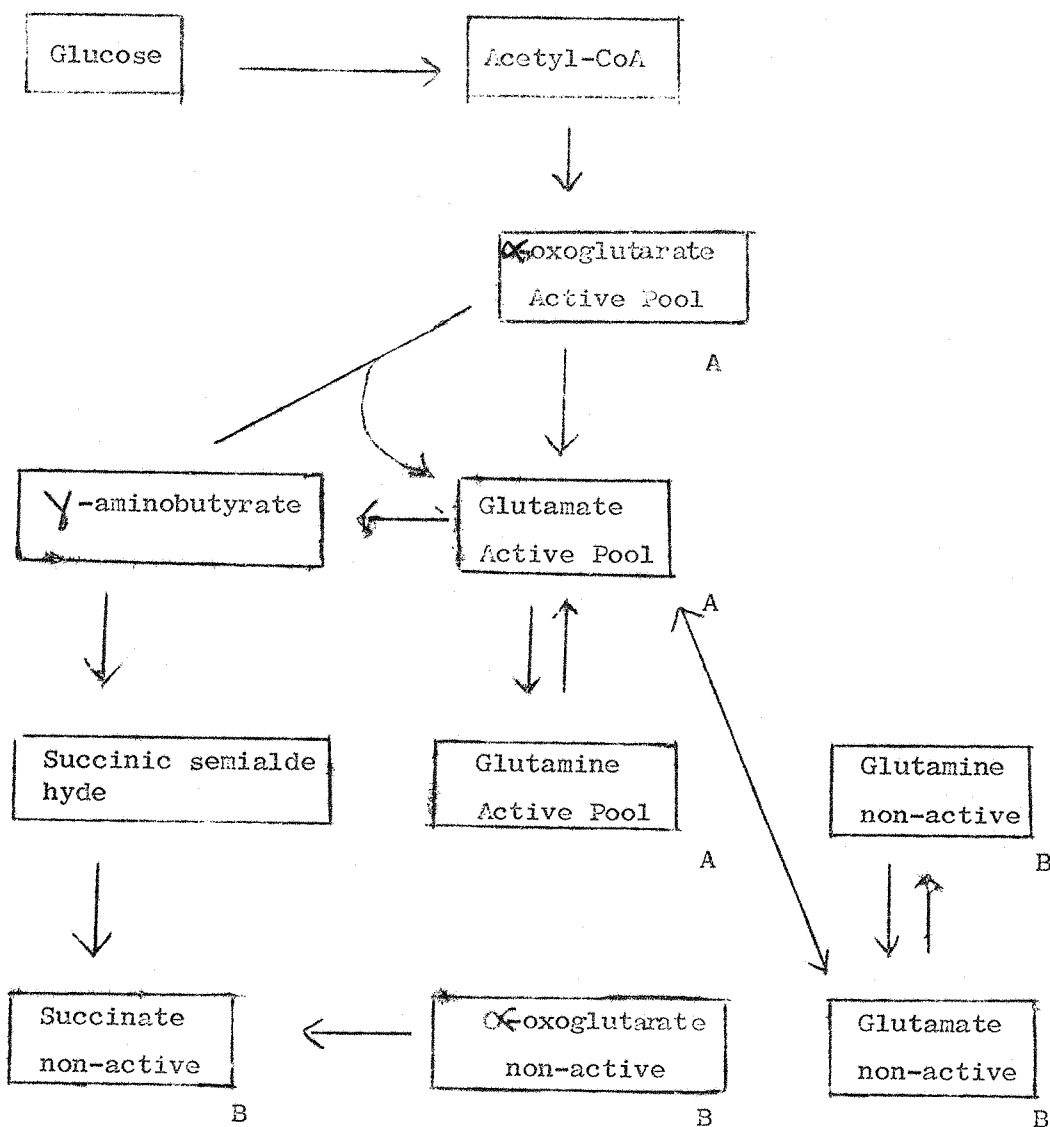 Glucose
Acetyl-CoA
α-oxoglutarate
Active Pool
A
γ-aminobutyrate
Glutamate
Active Pool
A
Succinic semialde
hyde
Glutamine
Active Pool
A
Glutamine
non-active
B
Succinate
non-active
B
α-oxoglutarate
non-active
B
Glutamate
non-active
B